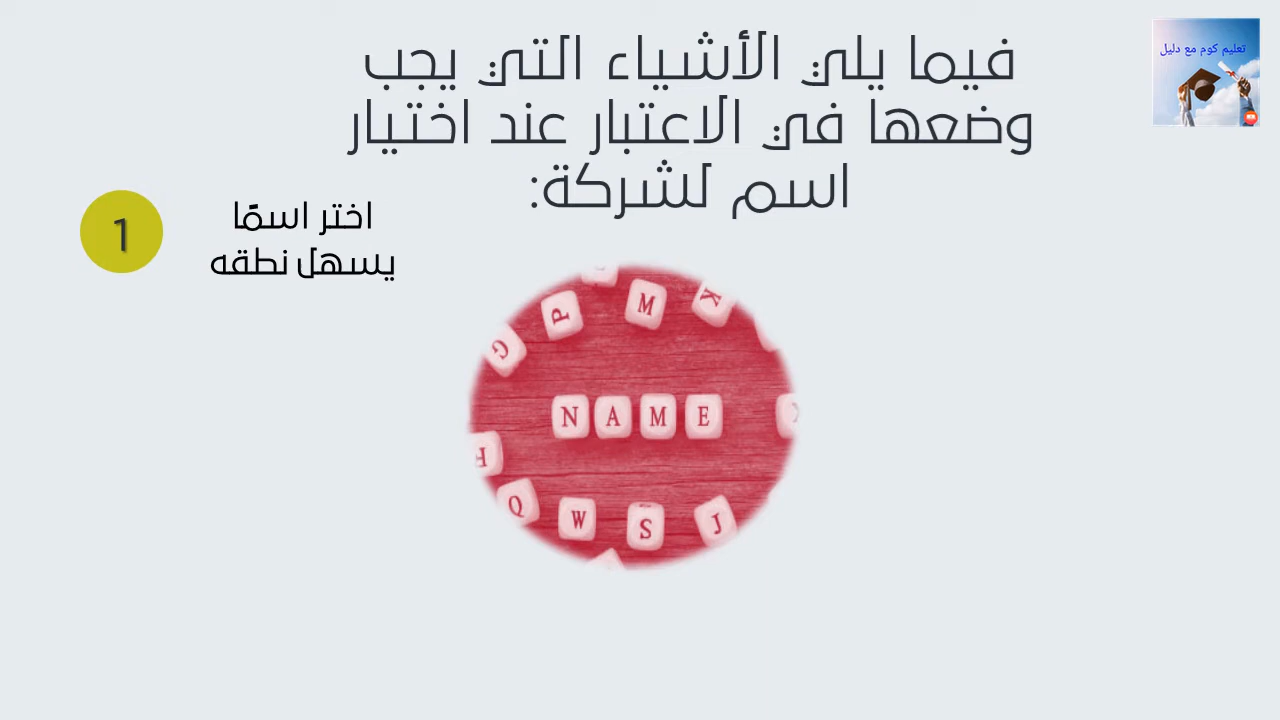 فيما يلي الأشياء التي يجب
وضعها في الاعتبار عند اختيار
اسم لشركة:
تعليم كوم مع دليل
1
اختر اسمًا
يسهل نطقه
P M K
G
N A M E
H
Q W S J